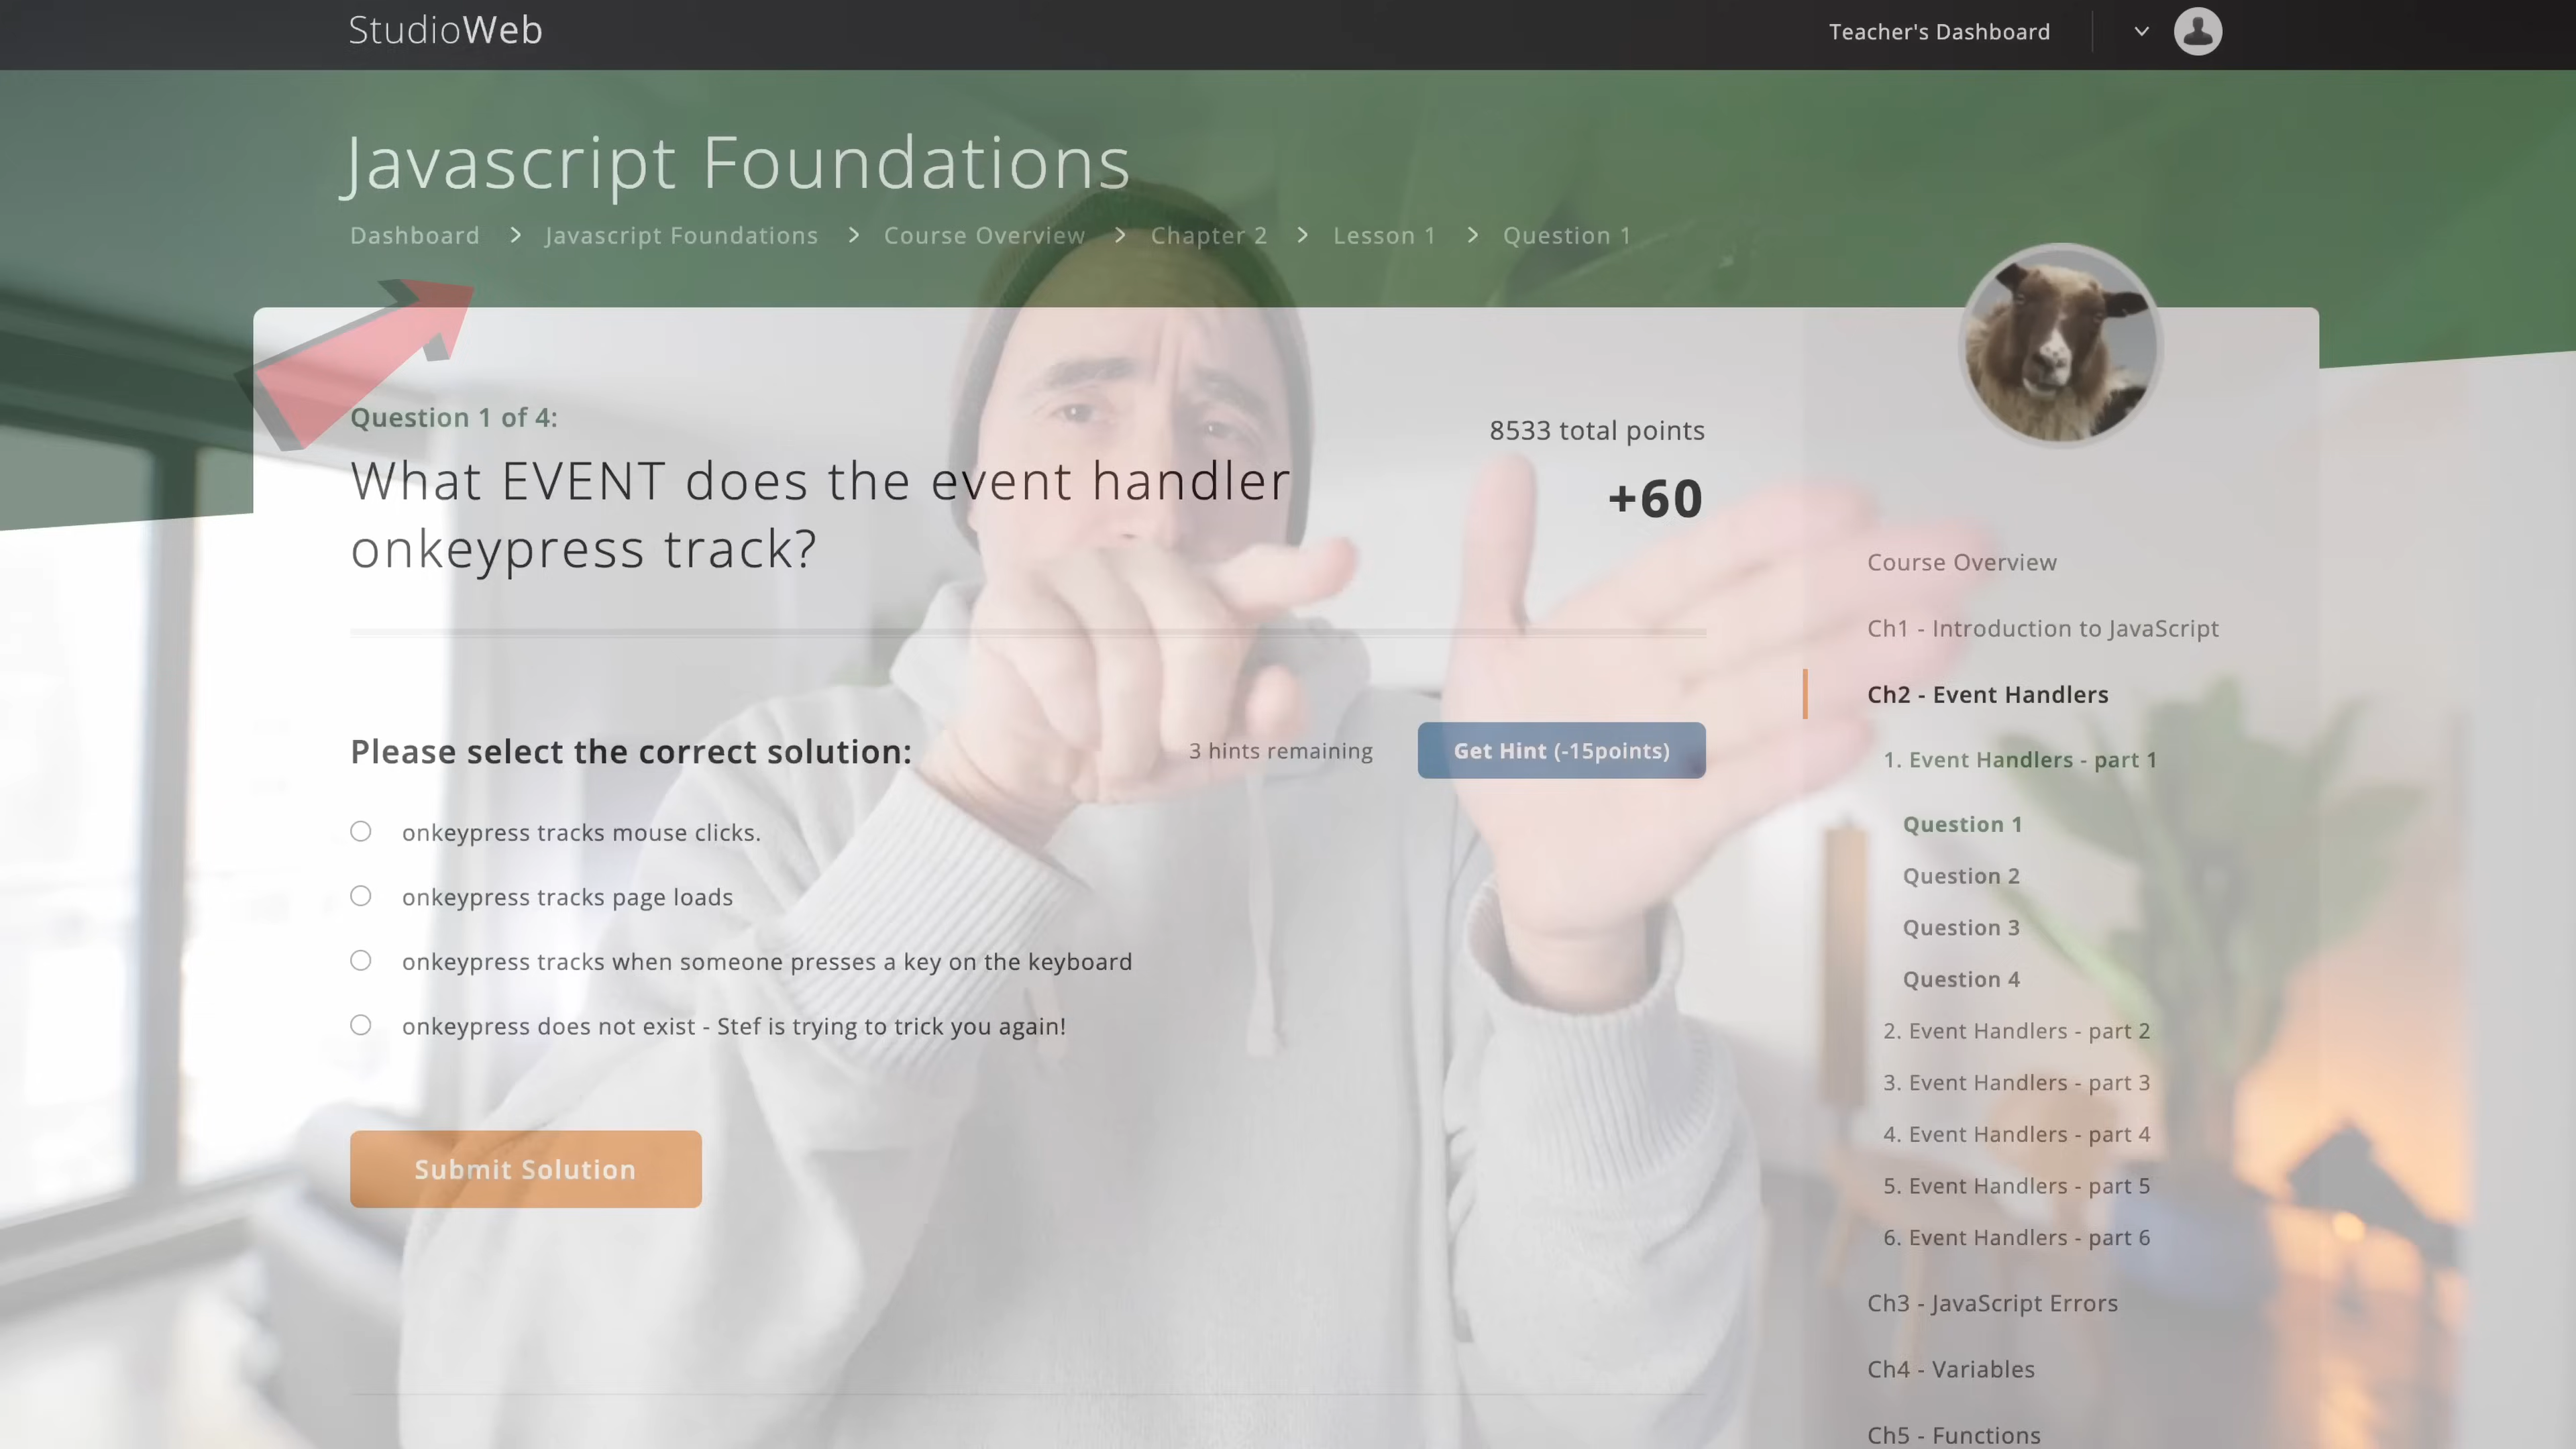 StudioWeb
Teacher's Dashboard
Javascript Foundations
Dashboard > Javascript Foundations > Course Overview > Chapter 2 > Lesson 1 > Question 1
Question 1 of 4:
What EVENT does the event handler
onkeypress track?
8533 total points
+60
Please select the correct solution:
3 hints remaining
Get Hint (-15points)
onkeypress tracks mouse clicks.
onkeypress tracks page loads
onkeypress tracks when someone presses a key on the keyboard
onkeypress does not exist - Stef is trying to trick you again!
Submit Solution
Course Overview
Ch1 - Introduction to JavaScript
Ch2 - Event Handlers
1. Event Handlers - part 1
Question 1
Question 2
Question 3
Question 4
2. Event Handlers - part 2
3. Event Handlers - part 3
4. Event Handlers - part 4
5. Event Handlers - part 5
6. Event Handlers - part 6
Ch3 - JavaScript Errors
Ch4 - Variables
Ch5 - Functions